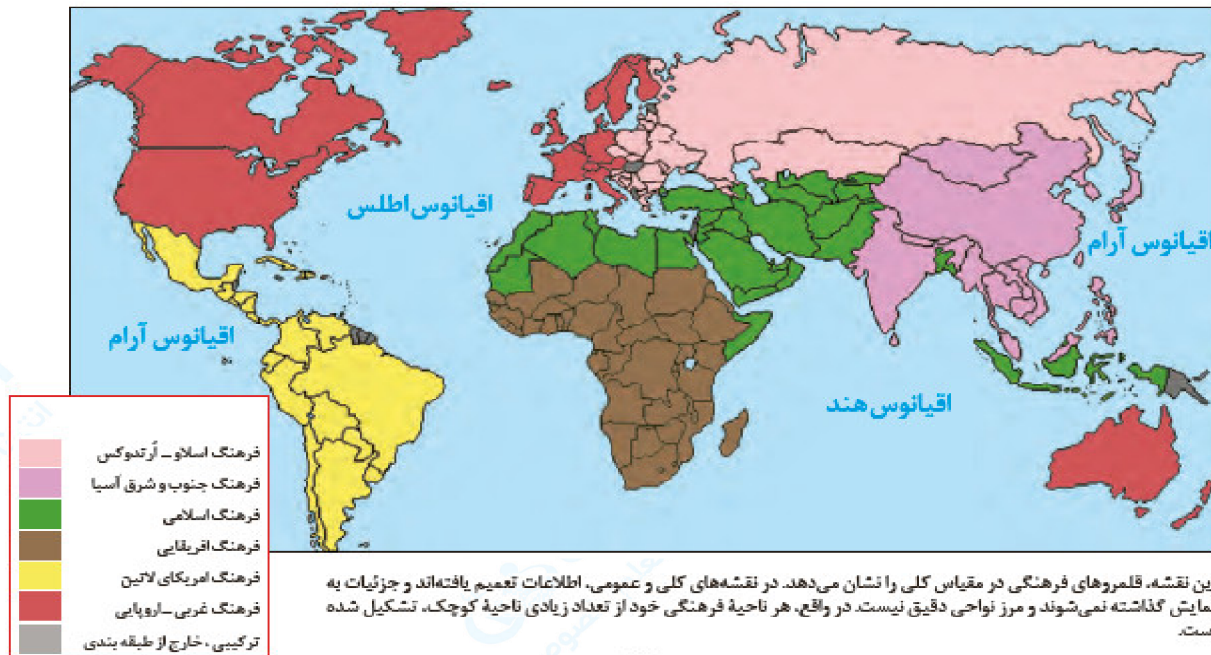 اقیانوس اطلس
اقیانوس آرام
اقیانوس آرام
اقیانوس هند
فرهنگ اسلاو ــ اُرتدوکس
فرهنگ جنوب و شرق آسیا
فرهنگ اسلامی
فرهنگ افریقایی
فرهنگ امریکای لاتین
فرهنگ غربی ــ اروپایی
ترکیبی، خارج از طبقه بندی
ین نقشه، قلمروهای فرهنگی در مقیاس کلی را نشان می‌دهد. در نقشه‌های کلی و عمومی، اطلاعات تعمیم یافته‌اند و جزئیات به
مایش گذاشته نمی‌شوند و مرز نواحی دقیق نیست. در واقع، هر ناحیهٔ فرهنگی خود از تعداد زیادی ناحیهٔ کوچک، تشکیل شده
ست.